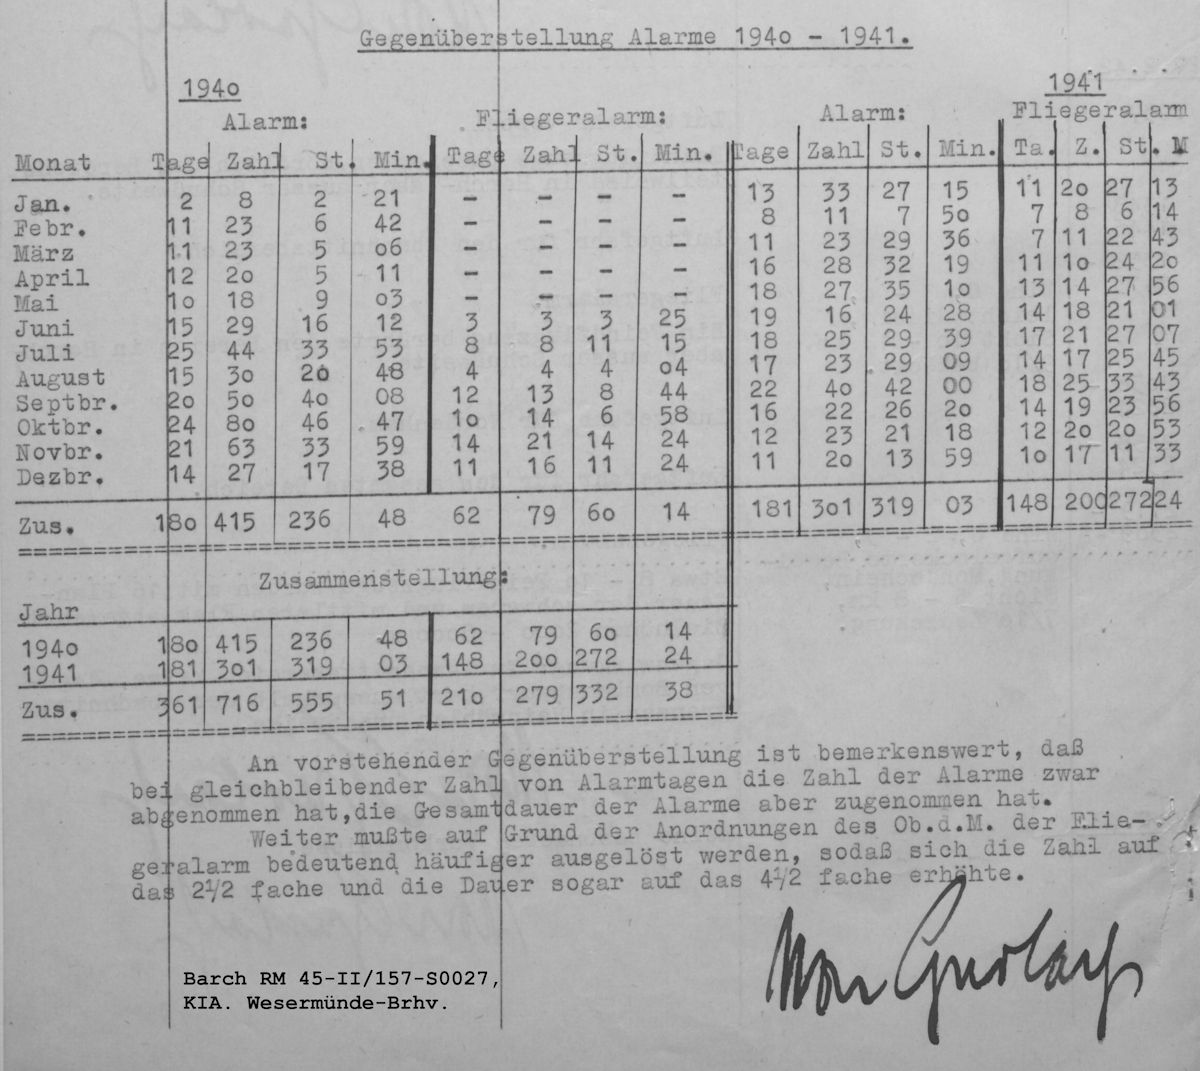 Gegenüberstellung Alarme 194o - 1941.
194o 1941
Alarm: Fliegeralarm: Alarm: Fliegeralarm
Monat Tage Zahl St. Min. Tage Zahl St. Min. Tage Zahl St. Min. Ta. Z. St. M
Jan. 2 8 2 21 - - - - 13 33 27 15 11 2o 27 13
Febr. 11 23 6 42 - - - - 8 11 7 5o 7 8 6 14
März 11 23 5 o6 - - - - 11 23 29 36 7 11 22 43
April 12 2o 5 11 - - - - 16 28 32 19 11 1o 24 2o
Mai 1o 18 9 o3 - - - - 18 27 35 1o 13 14 27 56
Juni 15 29 16 12 3 3 3 25 19 16 24 28 14 18 21 01
Juli 25 44 33 53 8 8 11 15 18 25 29 39 17 21 27 07
August 15 3o 2o 48 4 4 4 o4 17 23 29 09 14 17 25 45
Septbr. 2o 5o 4o 08 12 13 8 44 22 4o 42 00 18 25 33 43
Oktbr. 24 8o 46 47 1o 14 6 58 16 22 26 2o 14 19 23 56
Novbr. 21 63 33 59 14 21 14 24 12 23 21 18 12 2o 2o 53
Dezbr. 14 27 17 38 11 16 11 24 11 2o 13 59 1o 17 11 33
Zus. 18o 415 236 48 62 79 6o 14 181 3o1 319 03 148 200 272 24
Zusammenstellung:
Jahr
194o 18o 415 236 48 62 79 6o 14
1941 181 3o1 319 03 148 2oo 272 24
Zus. 361 716 555 51 21o 279 332 38
An vorstehender Gegenüberstellung ist bemerkenswert, daß
bei gleichbleibender Zahl von Alarmtagen die Zahl der Alarme zwar
abgenommen hat,die Gesamtdauer der Alarme aber zugenommen hat.
Weiter mußte auf Grund der Anordnungen des Ob.d.M. der Flie-
geralarm bedeutend häufiger ausgelöst werden, sodaß sich die Zahl auf
das 2½ fache und die Dauer sogar auf das 4½ fache erhöhte.
Barch RM 45-II/157-S0027,
KIA. Wesermünde-Brhv.